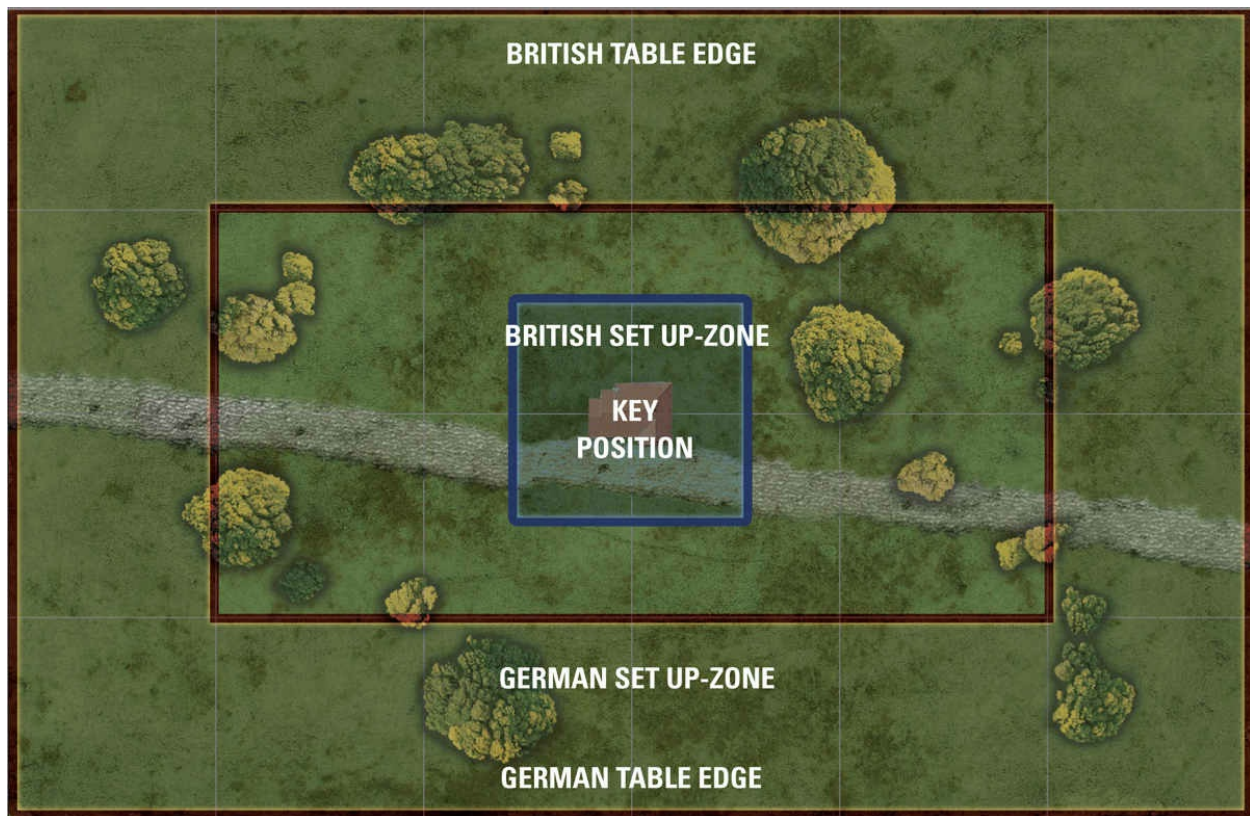 BRITISH TABLE EDGE
BRITISH SET UP-ZONE
KEY
POSITION
GERMAN SET UP-ZONE
GERMAN TABLE EDGE